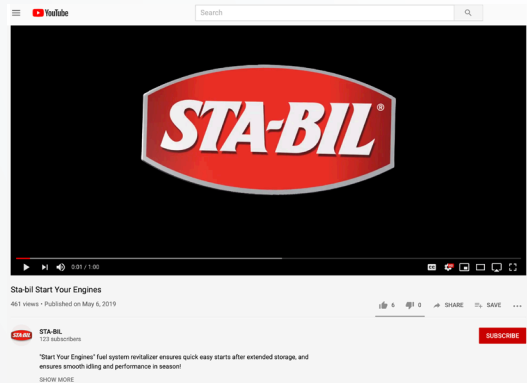 YouTube
Search
STA-BIL®
0:01 / 1:00
CC
Sta-bil Start Your Engines
461 views • Published on May 6, 2019
6
0
SHARE
SAVE
STA-BIL
STA-BIL
123 subscribers
SUBSCRIBE
"Start Your Engines" fuel system revitalizer ensures quick easy starts after extended storage, and
ensures smooth idling and performance in season!
SHOW MORE